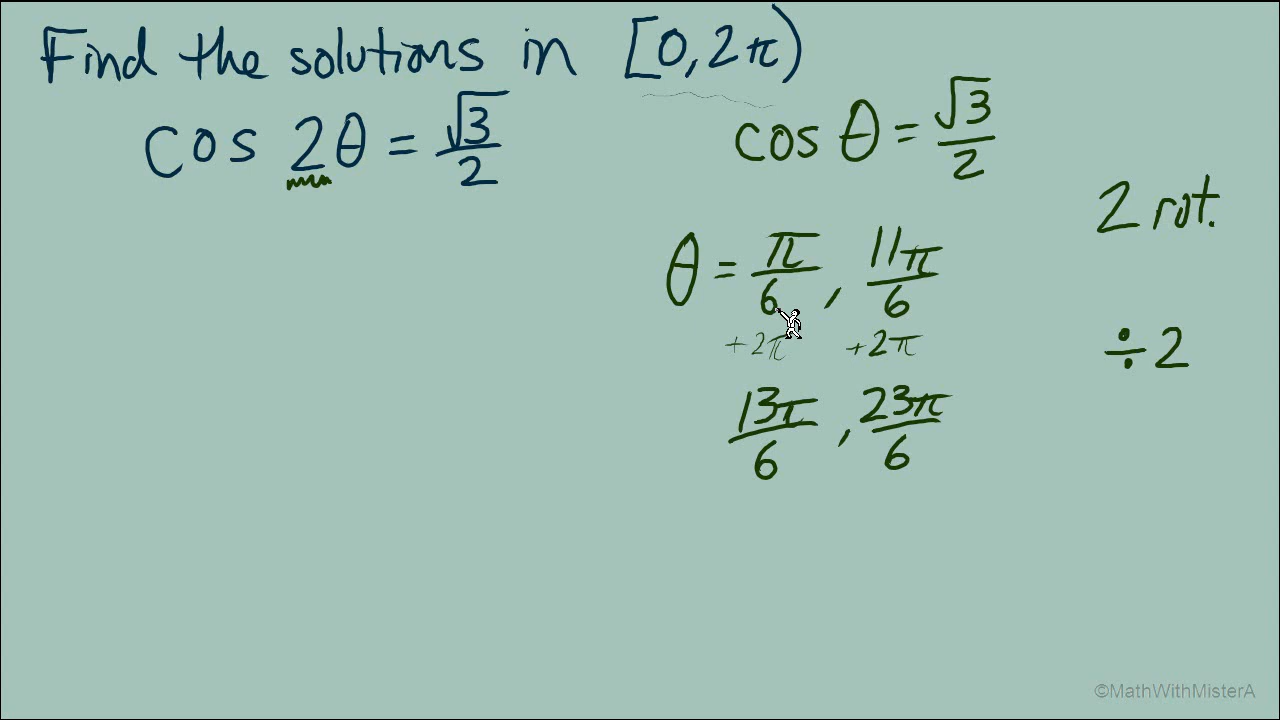 Find the solutions in [0, 2π)
cos 2θ = √3/2
cos θ = √3/2
2 rot.
θ = π/6 , 11π/6
+2π +2π
÷2
13π/6 , 23π/6
©MathWithMisterA